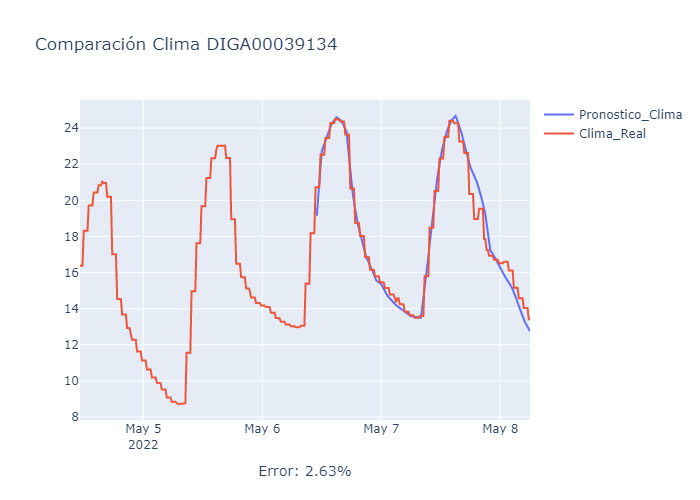 Comparación Clima DIGA00039134
Pronostico_Clima
Clima_Real
24
22
20
18
16
14
12
10
8
May 5
2022
May 6
May 7
May 8
Error: 2.63%